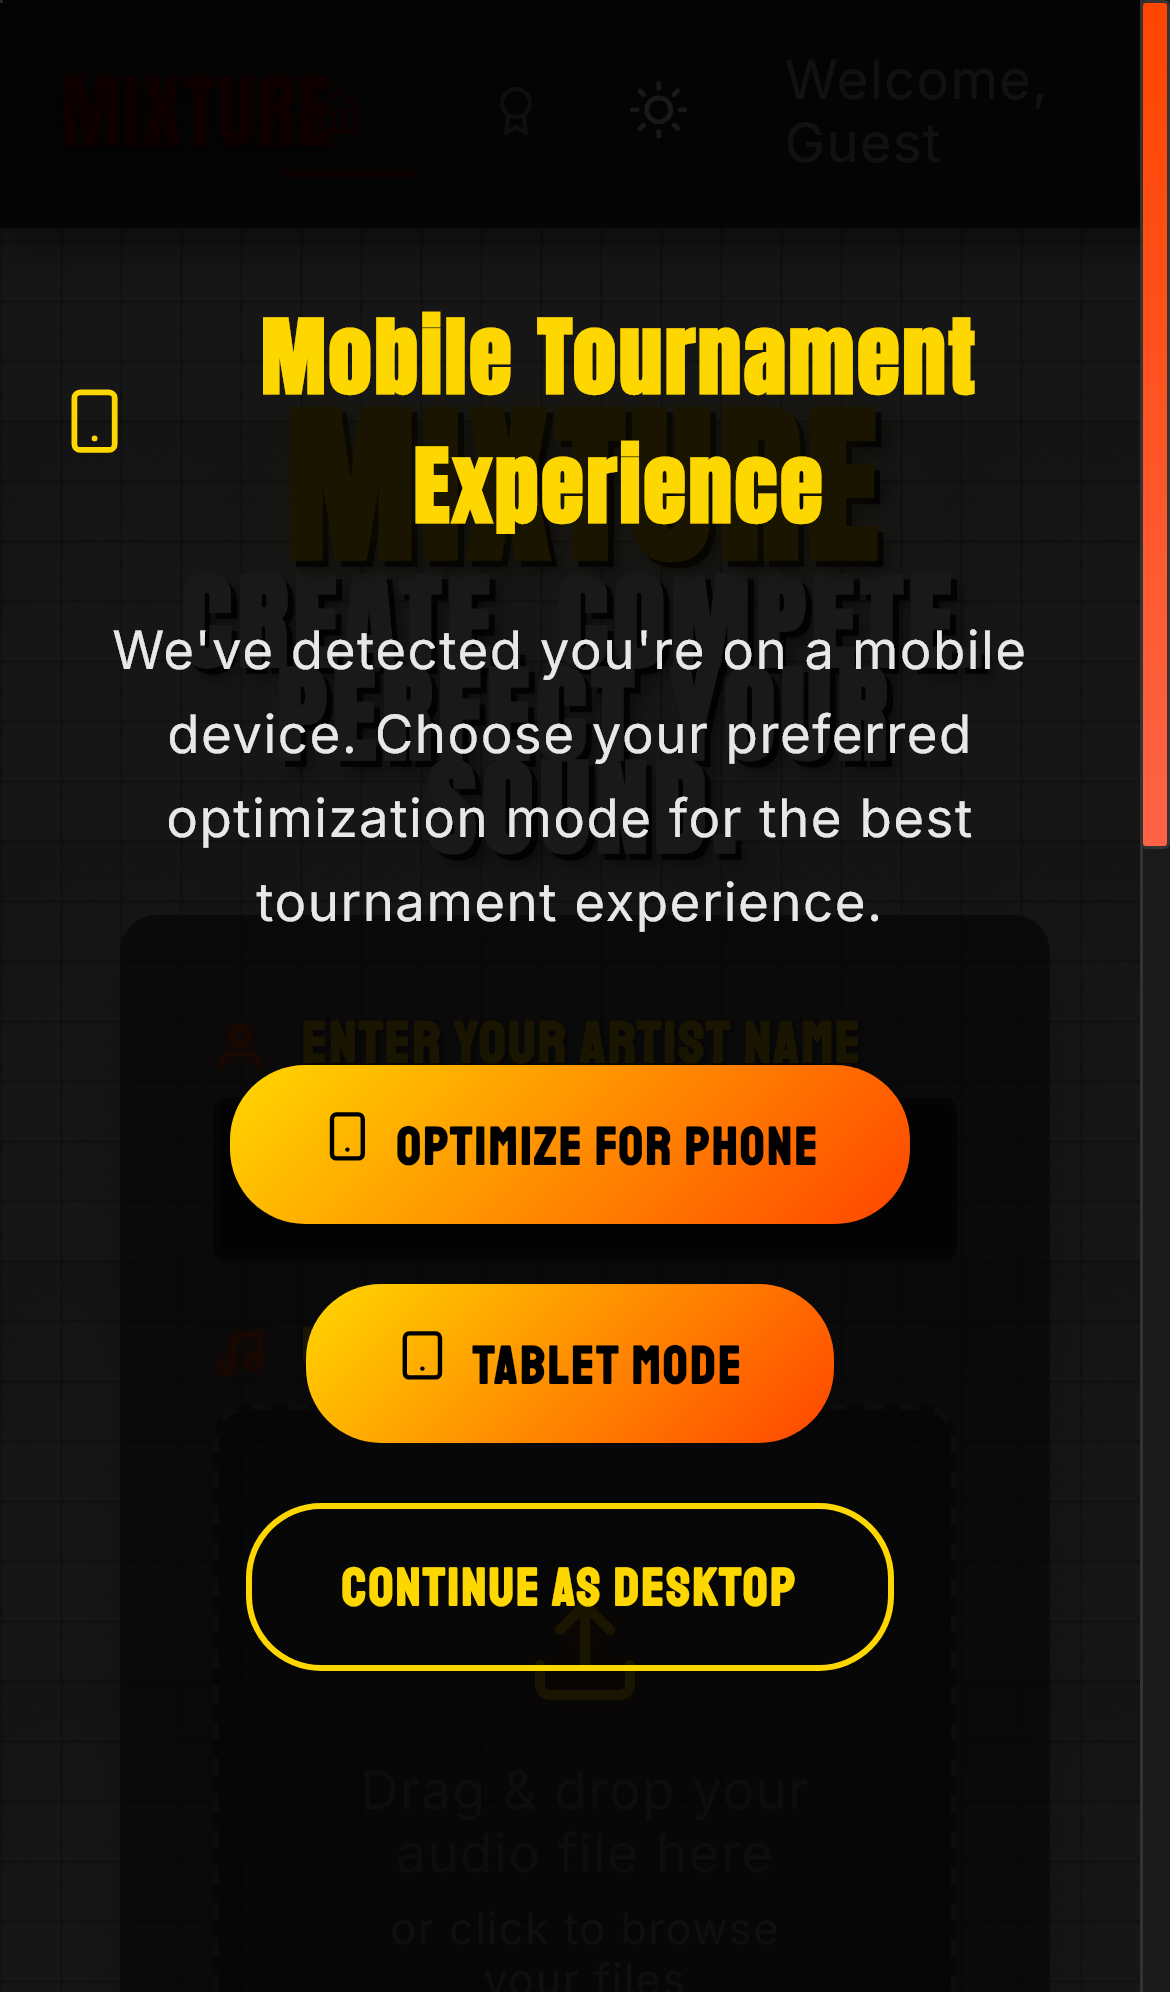 MIXTURE
Welcome,
Guest
Mobile Tournament
Experience
MIXTURE
CREATE. COMPETE.
PERFECT YOUR
SOUND.
We've detected you're on a mobile
device. Choose your preferred
optimization mode for the best
tournament experience.
ENTER YOUR ARTIST NAME
OPTIMIZE FOR PHONE
TABLET MODE
CONTINUE AS DESKTOP
Drag & drop your
audio file here
or click to browse
your files